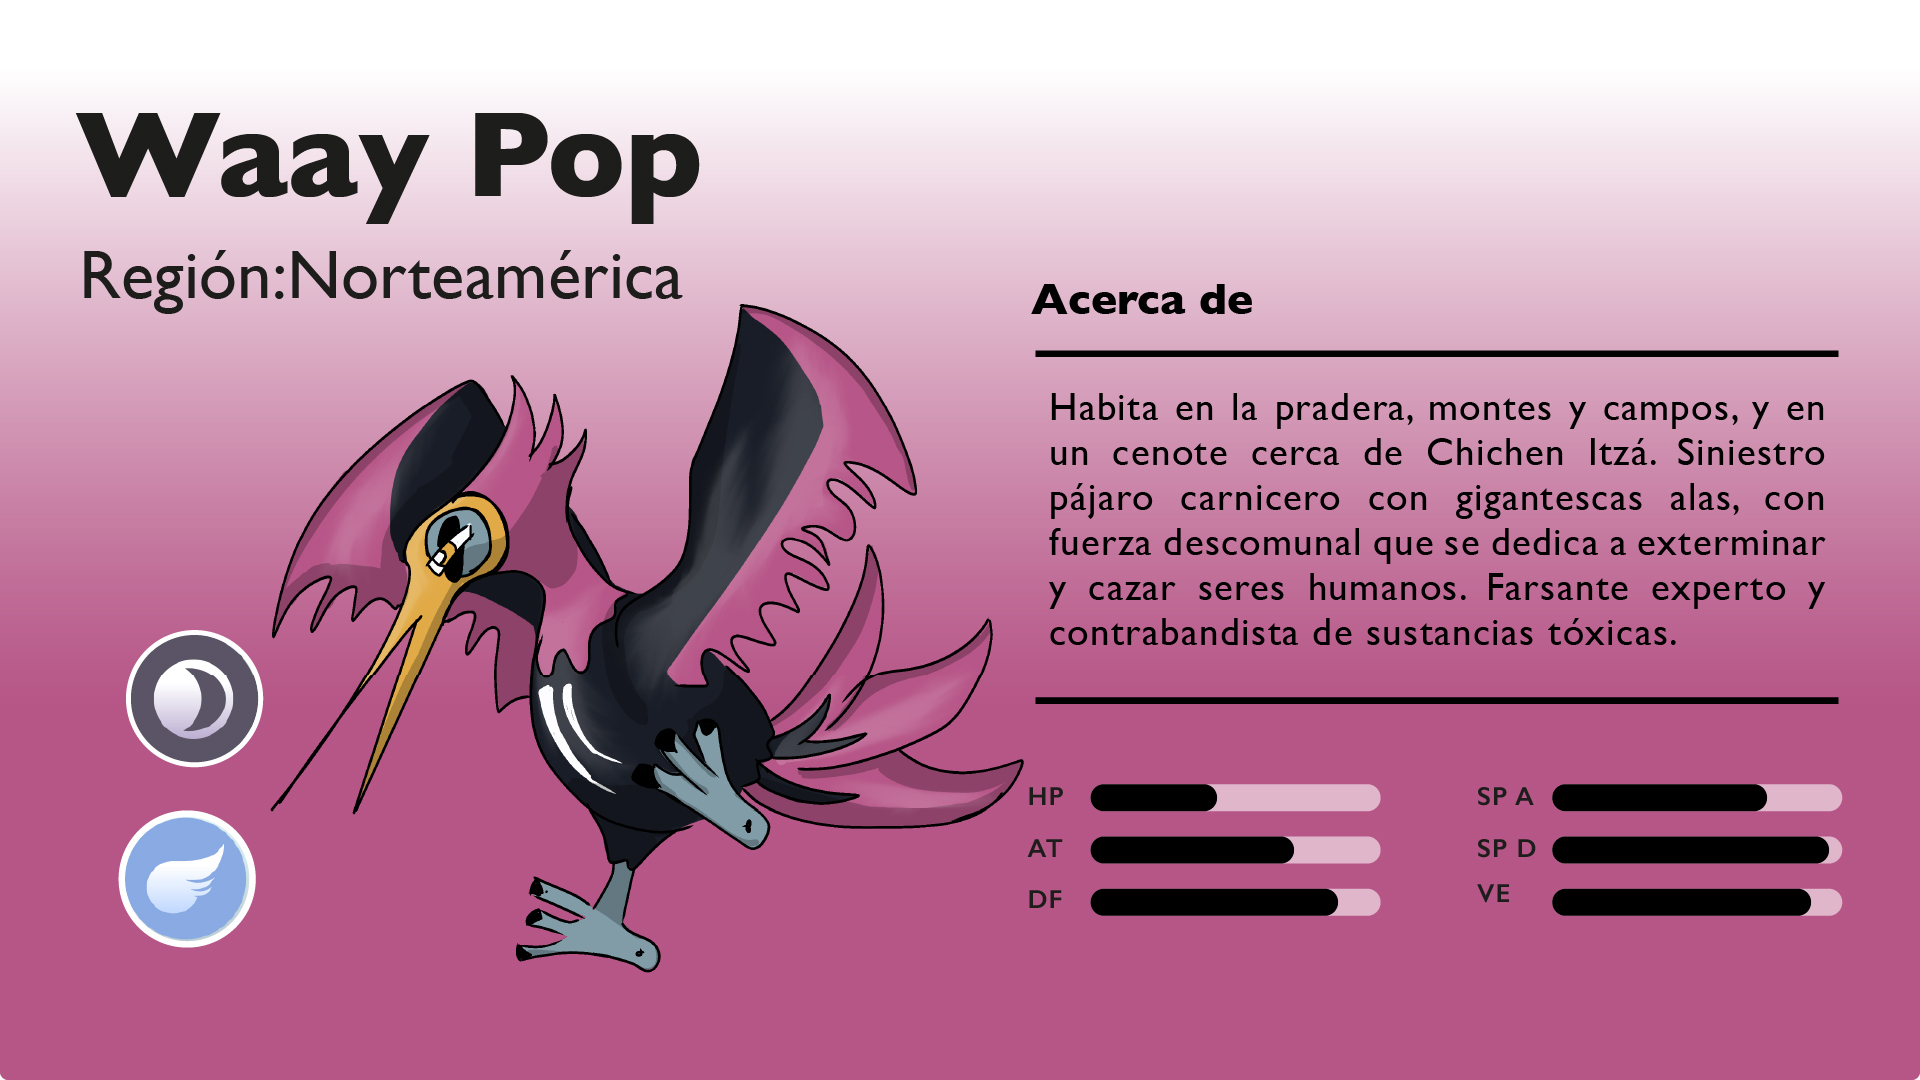 Waay Pop
Región:Norteamérica
Acerca de
Habita en la pradera, montes y campos, y en
un cenote cerca de Chichen Itzá. Siniestro
pájaro carnicero con gigantescas alas, con
fuerza descomunal que se dedica a exterminar
y cazar seres humanos. Farsante experto y
contrabandista de sustancias tóxicas.
HP
AT
DF
SP A
SP D
VE